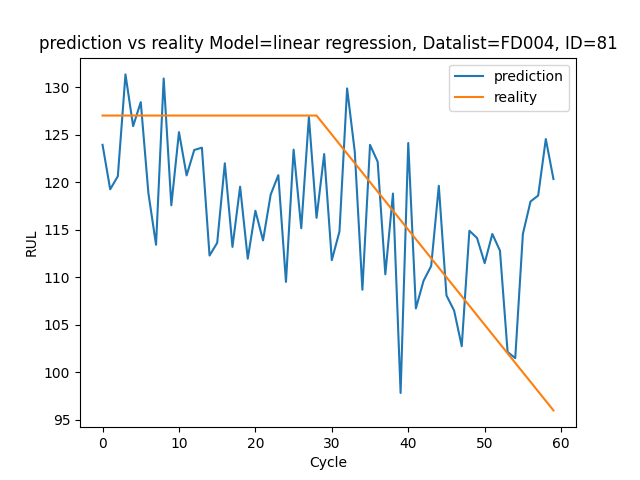 prediction vs reality Model=linear regression, Datalist=FD004, ID=81
prediction
reality
RUL
130
125
120
115
110
105
100
95
0 10 20 30 40 50 60
Cycle